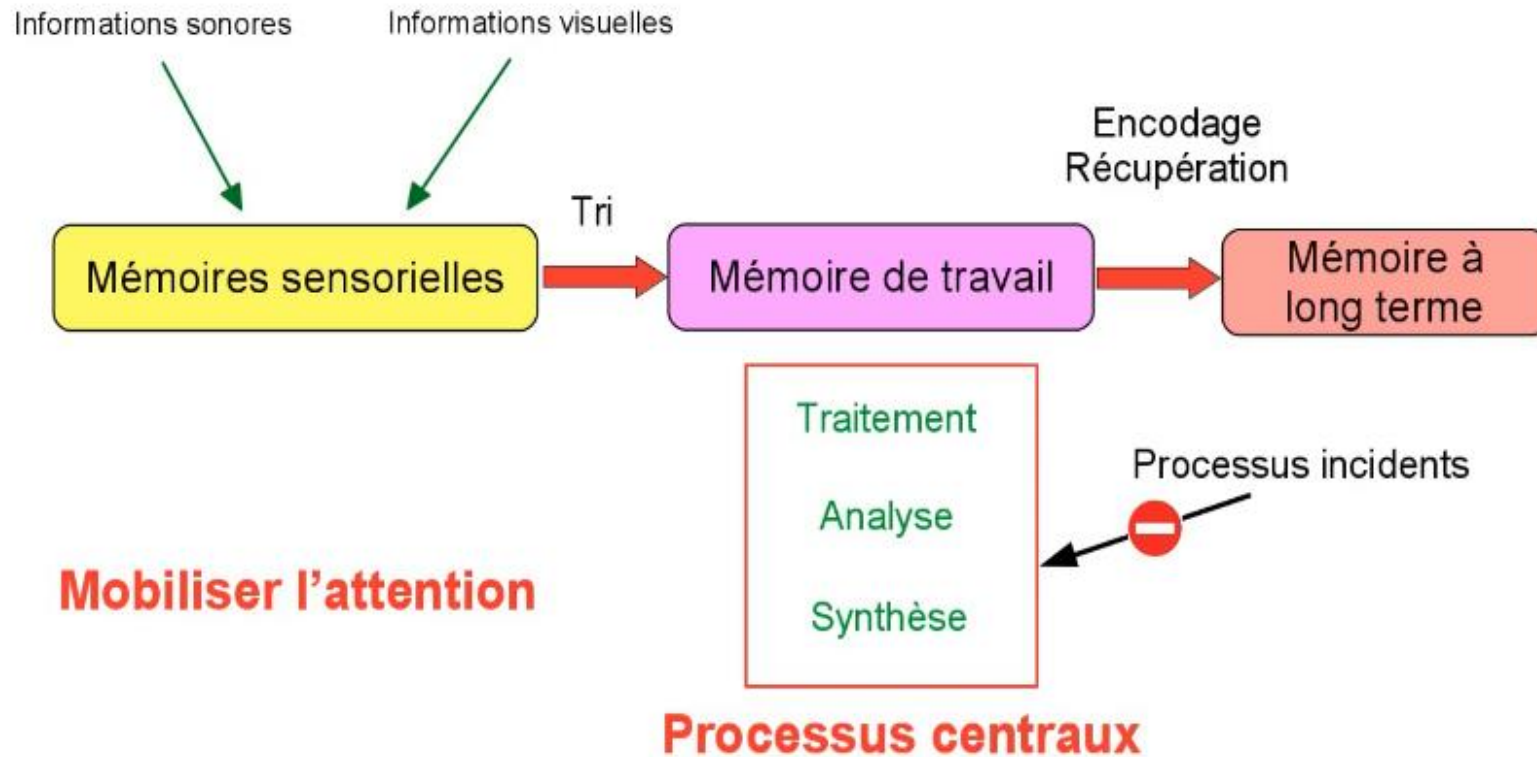 Informations sonores
Informations visuelles
Encodage
Récupération
Tri
Mémoires sensorielles
Mémoire de travail
Mémoire à
long terme
Traitement
Processus incidents
Analyse
Mobiliser l'attention
Synthèse
Processus centraux